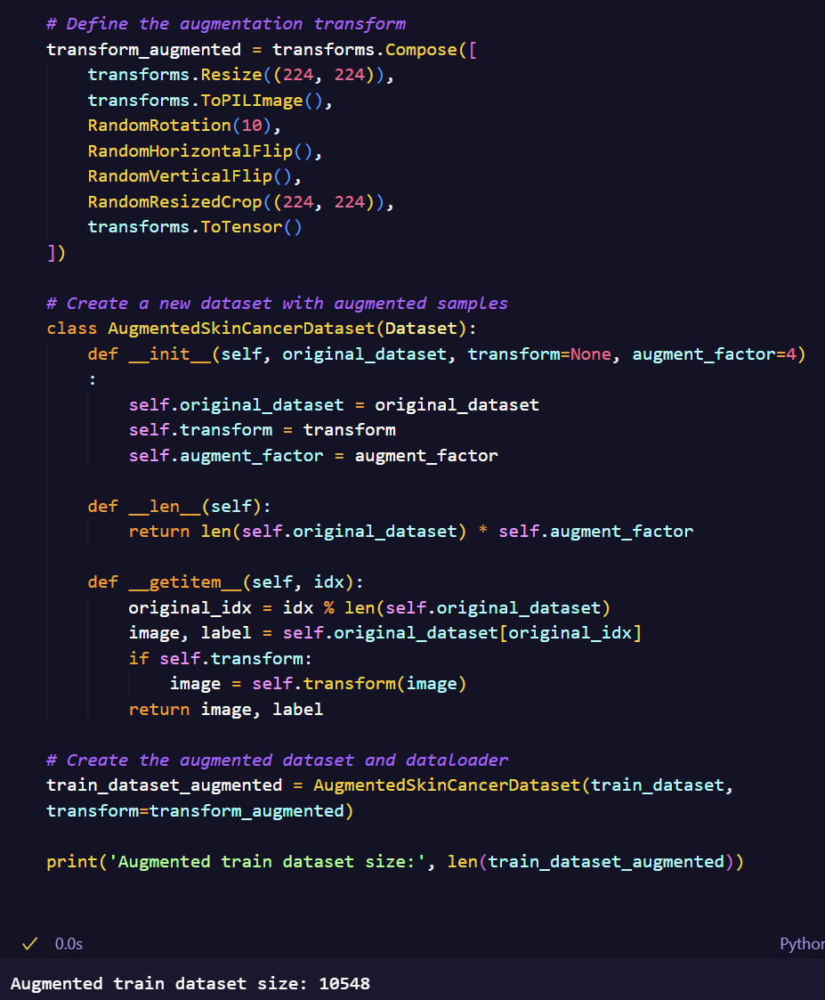 # Define the augmentation transform
transform_augmented = transforms.Compose([
    transforms.Resize((224, 224)),
    transforms.ToPILImage(),
    RandomRotation(10),
    RandomHorizontalFlip(),
    RandomVerticalFlip(),
    RandomResizedCrop((224, 224)),
    transforms.ToTensor()
])

# Create a new dataset with augmented samples
class AugmentedSkinCancerDataset(Dataset):
    def __init__(self, original_dataset, transform=None, augment_factor=4)
    :
        self.original_dataset = original_dataset
        self.transform = transform
        self.augment_factor = augment_factor

    def __len__(self):
        return len(self.original_dataset) * self.augment_factor

    def __getitem__(self, idx):
        original_idx = idx % len(self.original_dataset)
        image, label = self.original_dataset[original_idx]
        if self.transform:
            image = self.transform(image)
        return image, label

# Create the augmented dataset and dataloader
train_dataset_augmented = AugmentedSkinCancerDataset(train_dataset,
transform=transform_augmented)

print('Augmented train dataset size:', len(train_dataset_augmented))

✓ 0.0s Python
Augmented train dataset size: 10548